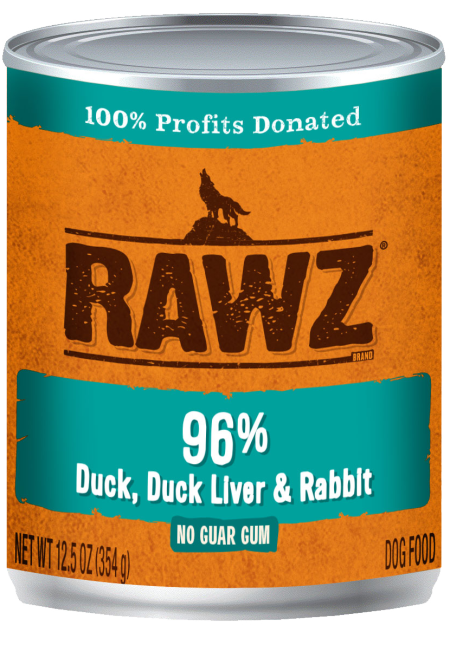 100% Profits Donated
RAWZ®
BRAND
96%
Duck, Duck Liver & Rabbit
NO GUAR GUM
NET WT 12.5 OZ (354 g)
DOG FOOD